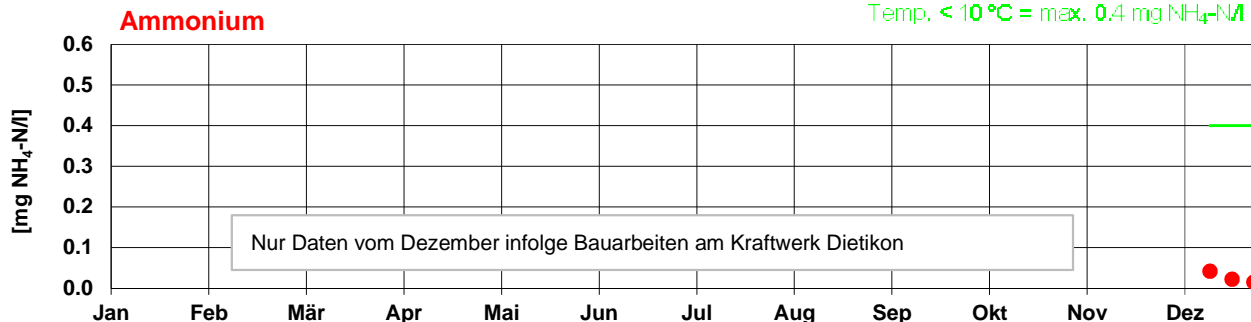 Ammonium
Temp. < 10 °C = max. 0.4 mg NH₄-N/l
0.6
0.5
0.4
0.3
0.2
0.1
0.0
[mg NH₄-N/l]
Nur Daten vom Dezember infolge Bauarbeiten am Kraftwerk Dietikon
Jan Feb Mär Apr Mai Jun Jul Aug Sep Okt Nov Dez